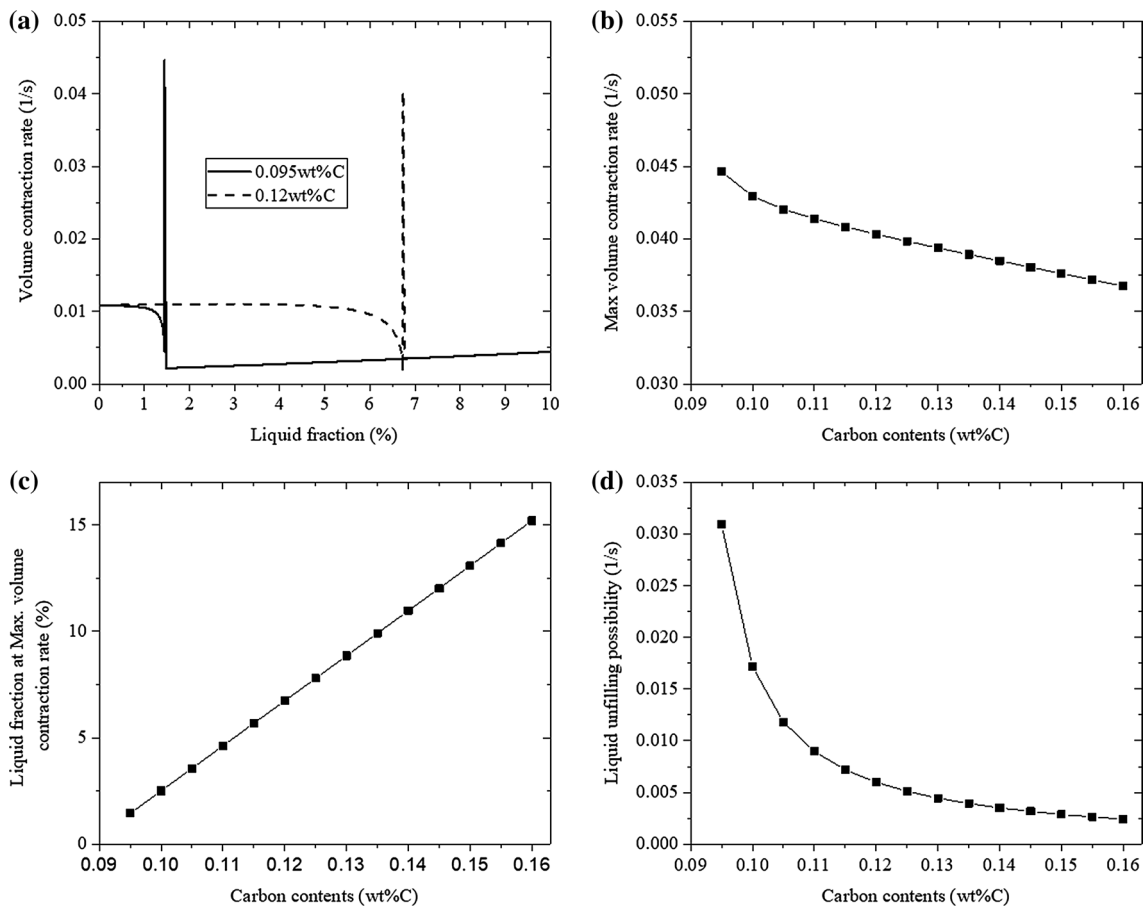 (a)
0.05
0.04
0.03
0.02
0.01
0.00
Volume contraction rate (1/s)
0.095wt%C
0.12wt%C
0 1 2 3 4 5 6 7 8 9 10
Liquid fraction (%)
(b)
0.055
0.050
0.045
0.040
0.035
0.030
Max volume contraction rate (1/s)
0.09 0.10 0.11 0.12 0.13 0.14 0.15 0.16
Carbon contents (wt%C)
(c)
15
10
5
0
Liquid fraction at Max. volume
contraction rate (%)
0.09 0.10 0.11 0.12 0.13 0.14 0.15 0.16
Carbon contents (wt%C)
(d)
0.035
0.030
0.025
0.020
0.015
0.010
0.005
0.000
Liquid unfilling possibility (1/s)
0.09 0.10 0.11 0.12 0.13 0.14 0.15 0.16
Carbon contents (wt%C)